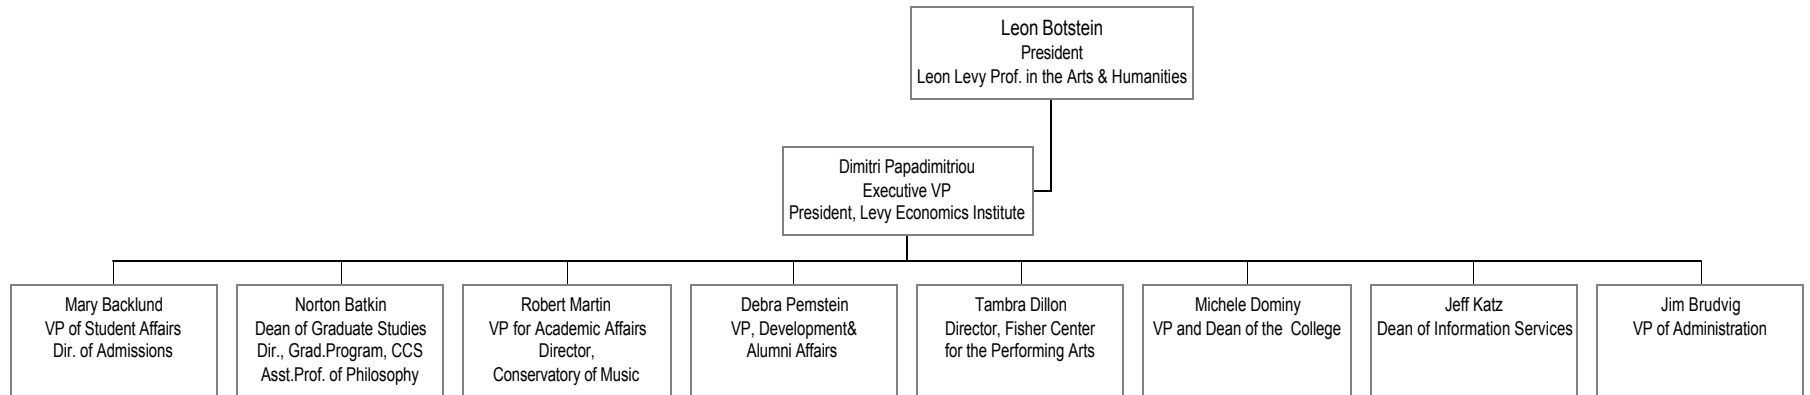 Leon Botstein
President
Leon Levy Prof. in the Arts & Humanities
Dimitri Papadimitriou
Executive VP
President, Levy Economics Institute
Mary Backlund
VP of Student Affairs
Dir. of Admissions
Norton Batkin
Dean of Graduate Studies
Dir., Grad.Program, CCS
Asst.Prof. of Philosophy
Robert Martin
VP for Academic Affairs
Director,
Conservatory of Music
Debra Pemstein
VP, Development&
Alumni Affairs
Tambra Dillon
Director, Fisher Center
for the Performing Arts
Michele Dominy
VP and Dean of the  College
Jeff Katz
Dean of Information Services
Jim Brudvig
VP of Administration